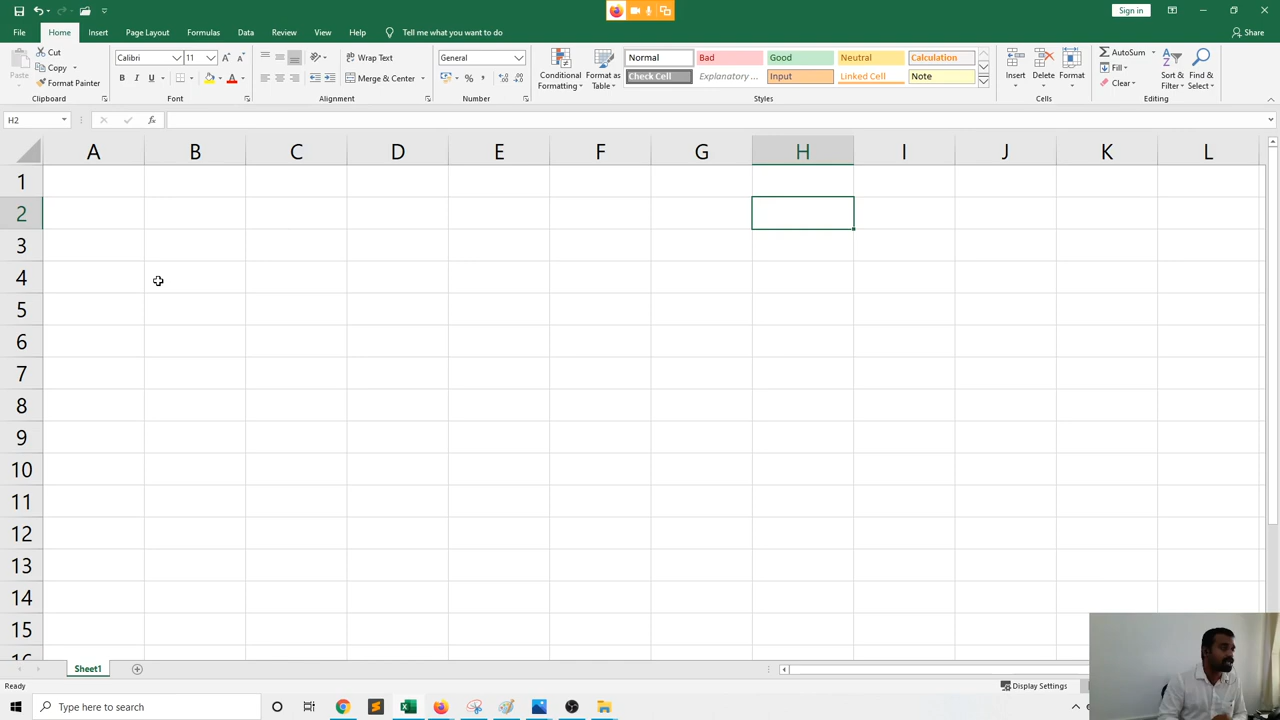 Sign in
File Home Insert Page Layout Formulas Data Review View Help Tell me what you want to do Share
Paste Cut Calibri 11 Wrap Text General Conditional Formatting Format as Table Normal Bad Good Neutral Calculation Insert Delete Format AutoSum Sort & Filter Find & Select
Copy B I U Merge & Center % Check Cell Explanatory ... Input Linked Cell Note Fill
Format Painter Clear
Clipboard Font Alignment Number Styles Cells Editing
H2 fx
A B C D E F G H I J K L
1
2
3
4
5
6
7
8
9
10
11
12
13
14
15
16
Sheet1
Ready Display Settings
Type here to search